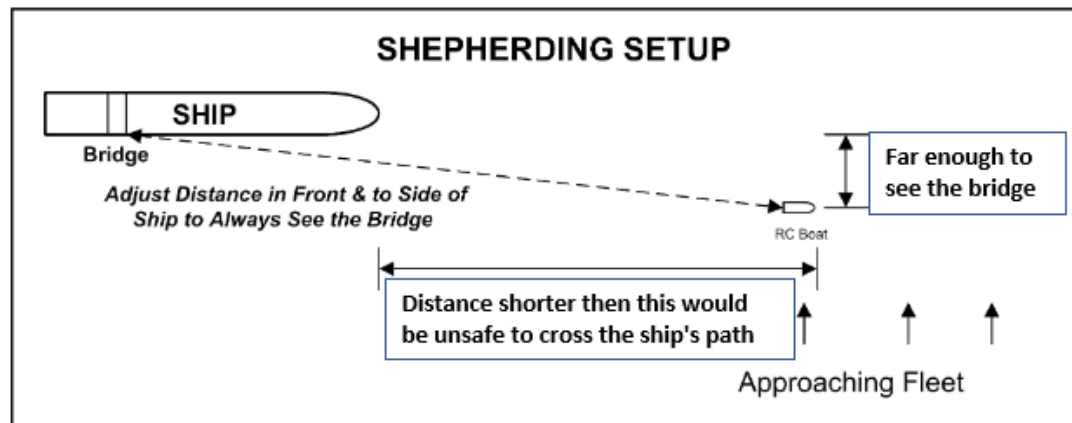 SHEPHERDING SETUP
SHIP
Bridge
Far enough to
see the bridge
Adjust Distance in Front & to Side of
Ship to Always See the Bridge
RC Boat
Distance shorter then this would
be unsafe to cross the ship's path
Approaching Fleet